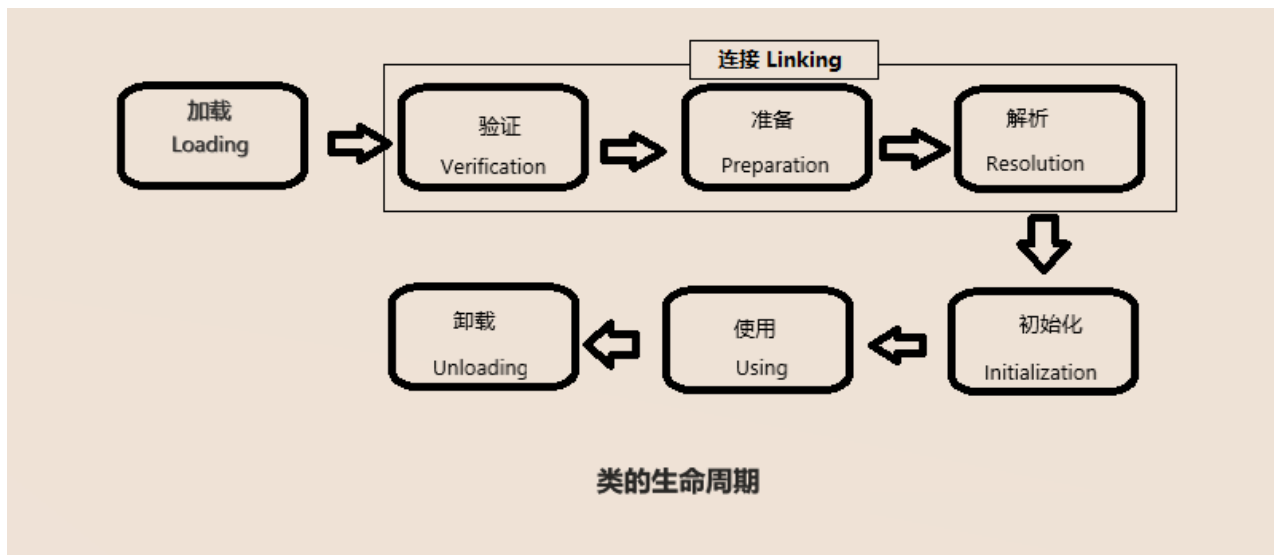 连接 Linking
加载
Loading
验证
Verification
准备
Preparation
解析
Resolution
初始化
Initialization
使用
Using
卸载
Unloading
类的生命周期